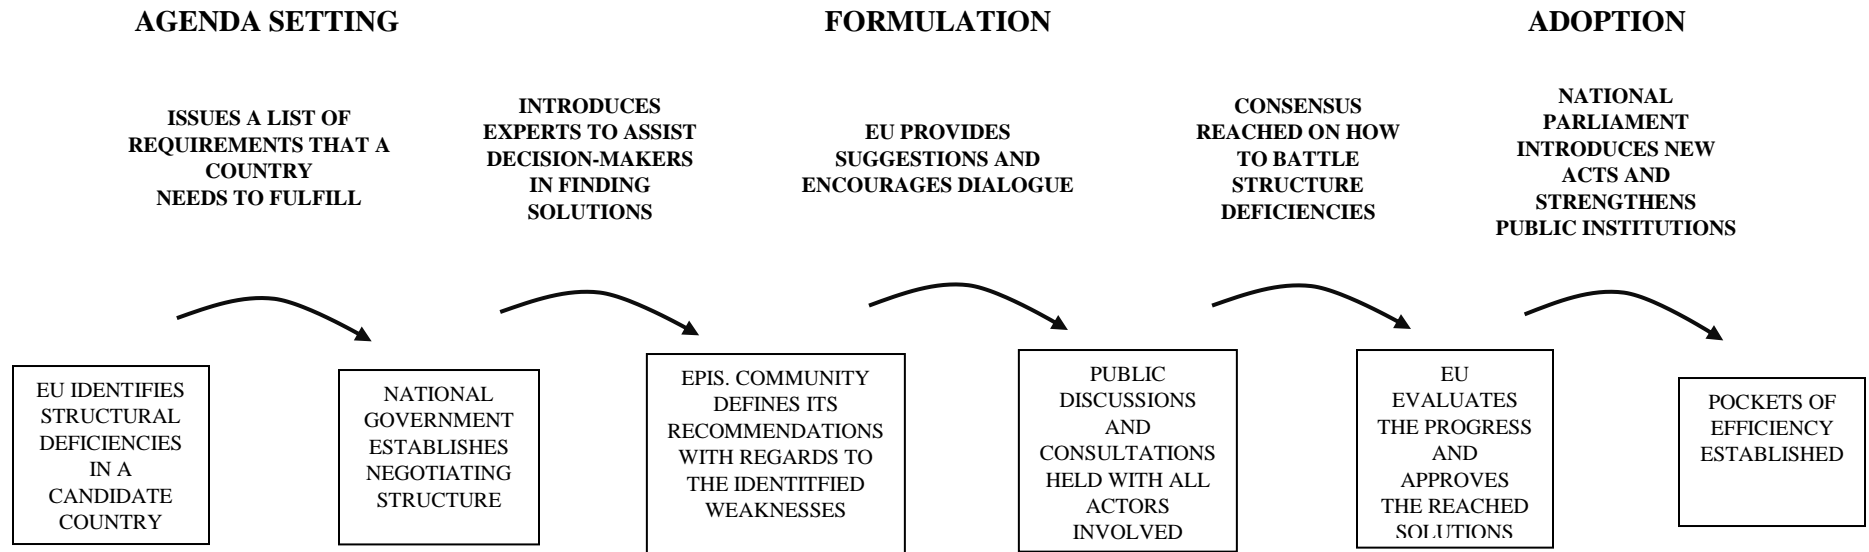 AGENDA SETTING
FORMULATION
ADOPTION
ISSUES A LIST OF
REQUIREMENTS THAT A
COUNTRY
NEEDS TO FULFILL
INTRODUCES
EXPERTS TO ASSIST
DECISION-MAKERS
IN FINDING
SOLUTIONS
EU PROVIDES
SUGGESTIONS AND
ENCOURAGES DIALOGUE
CONSENSUS
REACHED ON HOW
TO BATTLE
STRUCTURE
DEFICIENCIES
NATIONAL
PARLIAMENT
INTRODUCES NEW
ACTS AND
STRENGTHENS
PUBLIC INSTITUTIONS
EU IDENTIFIES
STRUCTURAL
DEFICIENCIES
IN A
CANDIDATE
COUNTRY
NATIONAL
GOVERNMENT
ESTABLISHES
NEGOTIATING
STRUCTURE
EPIS. COMMUNITY
DEFINES ITS
RECOMMENDATIONS
WITH REGARDS TO
THE IDENTITFIED
WEAKNESSES
PUBLIC
DISCUSSIONS
AND
CONSULTATIONS
HELD WITH ALL
ACTORS
INVOLVED
EU
EVALUATES
THE PROGRESS
AND
APPROVES
THE REACHED
SOLUTIONS
POCKETS OF
EFFICIENCY
ESTABLISHED